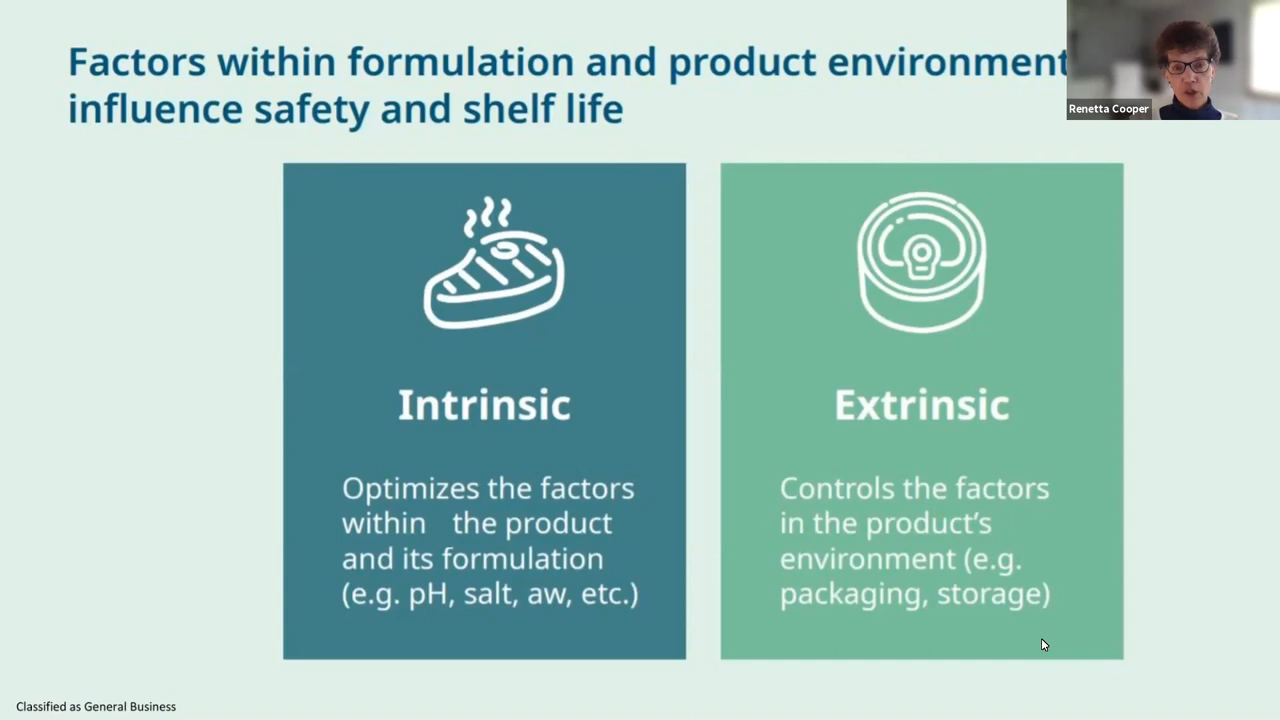 Factors within formulation and product environment
influence safety and shelf life
Renetta Cooper
Intrinsic
Optimizes the factors
within the product
and its formulation
(e.g. pH, salt, aw, etc.)
Extrinsic
Controls the factors
in the product’s
environment (e.g.
packaging, storage)
Classified as General Business